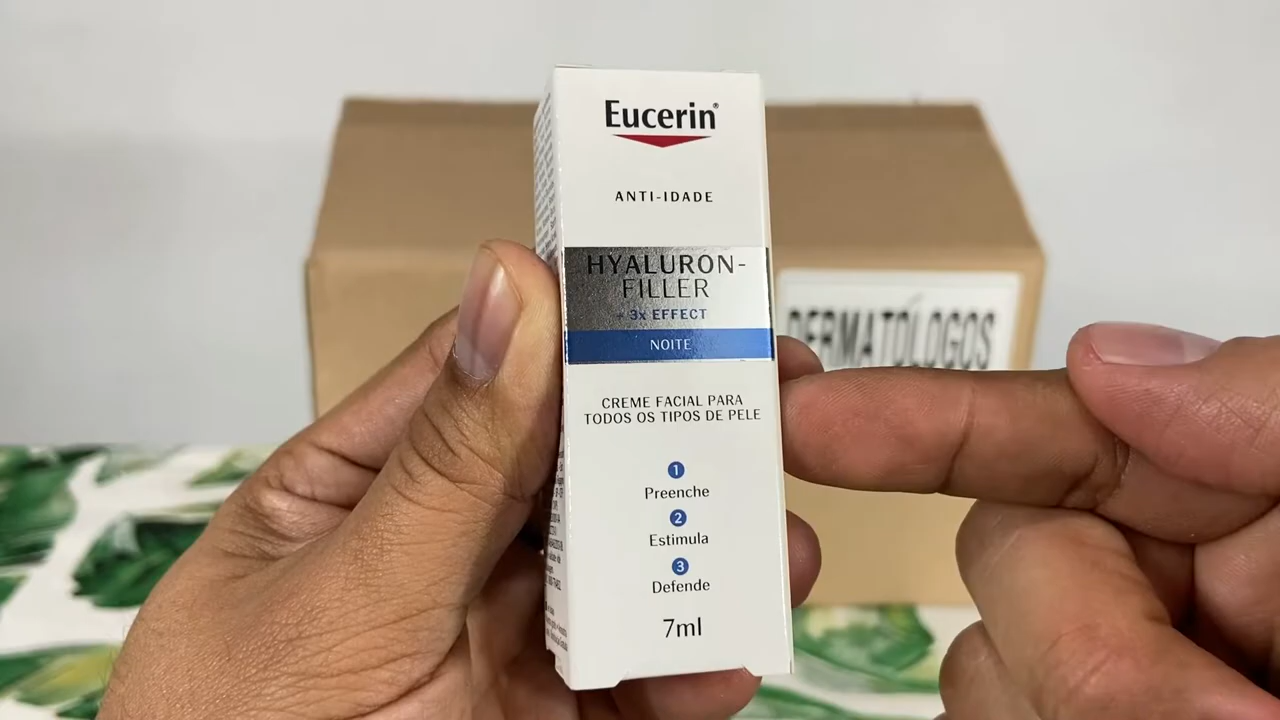 Eucerin®
ANTI-IDADE
HYALURON-
FILLER
+ 3x EFFECT
NOITE
CREME FACIAL PARA
TODOS OS TIPOS DE PELE
1
Preenche
2
Estimula
3
Defende
7ml
DERMATÓLOGOS